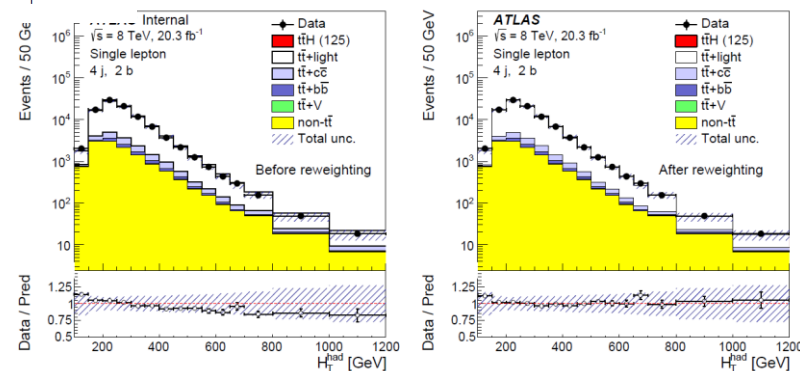 Internal
√s = 8 TeV, 20.3 fb⁻¹
Single lepton
4 j, 2 b
Data
tt̄H (125)
tt̄+light
tt̄+cc̄
tt̄+bb̄
tt̄+V
non-tt̄
Total unc.
Before reweighting
10⁶
10⁵
10⁴
10³
10²
10
Data / Pred
1.25
1
0.75
0.5
200 400 600 800 1000 1200
H_T^had [GeV]
ATLAS
√s = 8 TeV, 20.3 fb⁻¹
Single lepton
4 j, 2 b
Data
tt̄H (125)
tt̄+light
tt̄+cc̄
tt̄+bb̄
tt̄+V
non-tt̄
Total unc.
After reweighting
Events / 50 GeV
10⁶
10⁵
10⁴
10³
10²
10
Data / Pred
1.25
1
0.75
0.5
200 400 600 800 1000 1200
H_T^had [GeV]